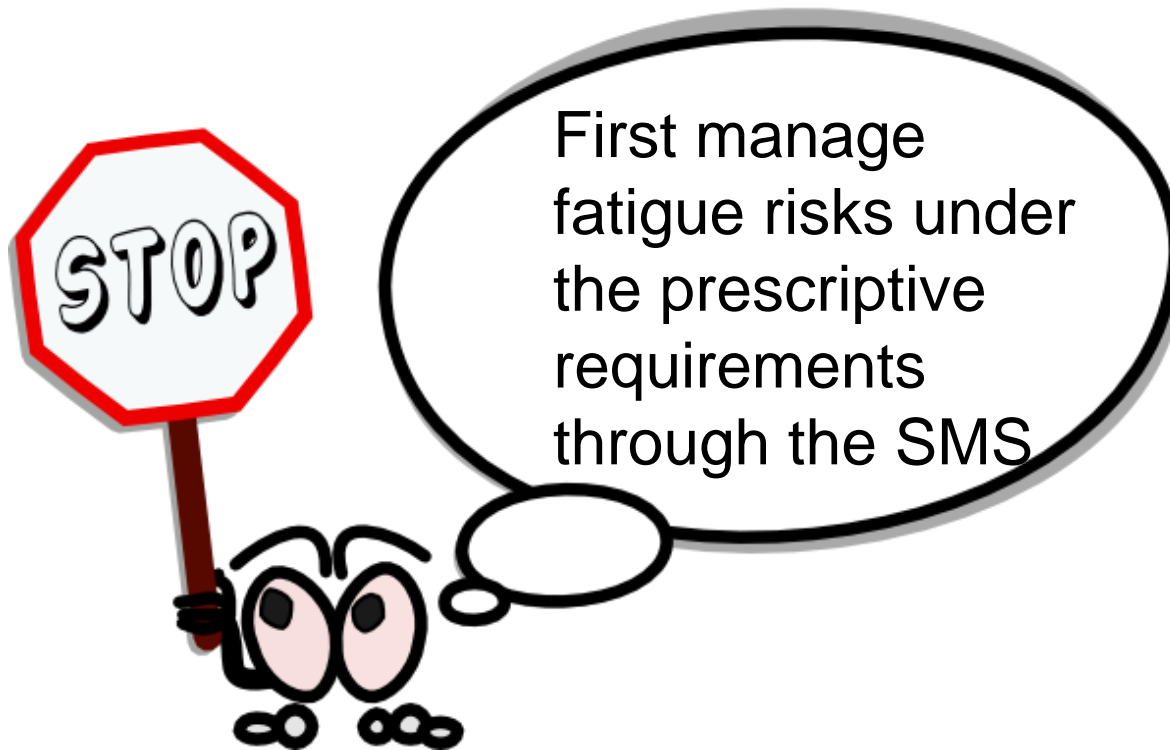 STOP
First manage
fatigue risks under
the prescriptive
requirements
through the SMS